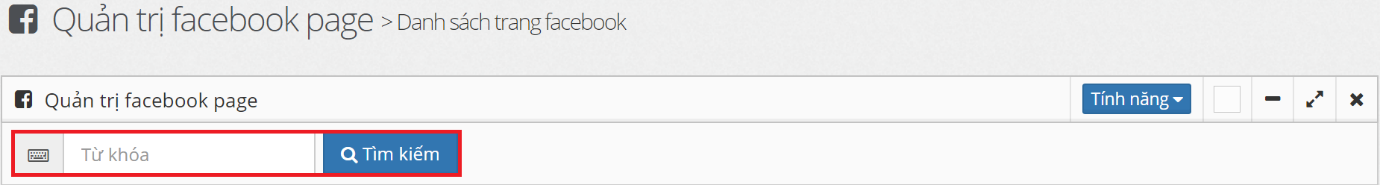 Quản trị facebook page > Danh sách trang facebook
Quản trị facebook page Tính năng
Từ khóa Tìm kiếm